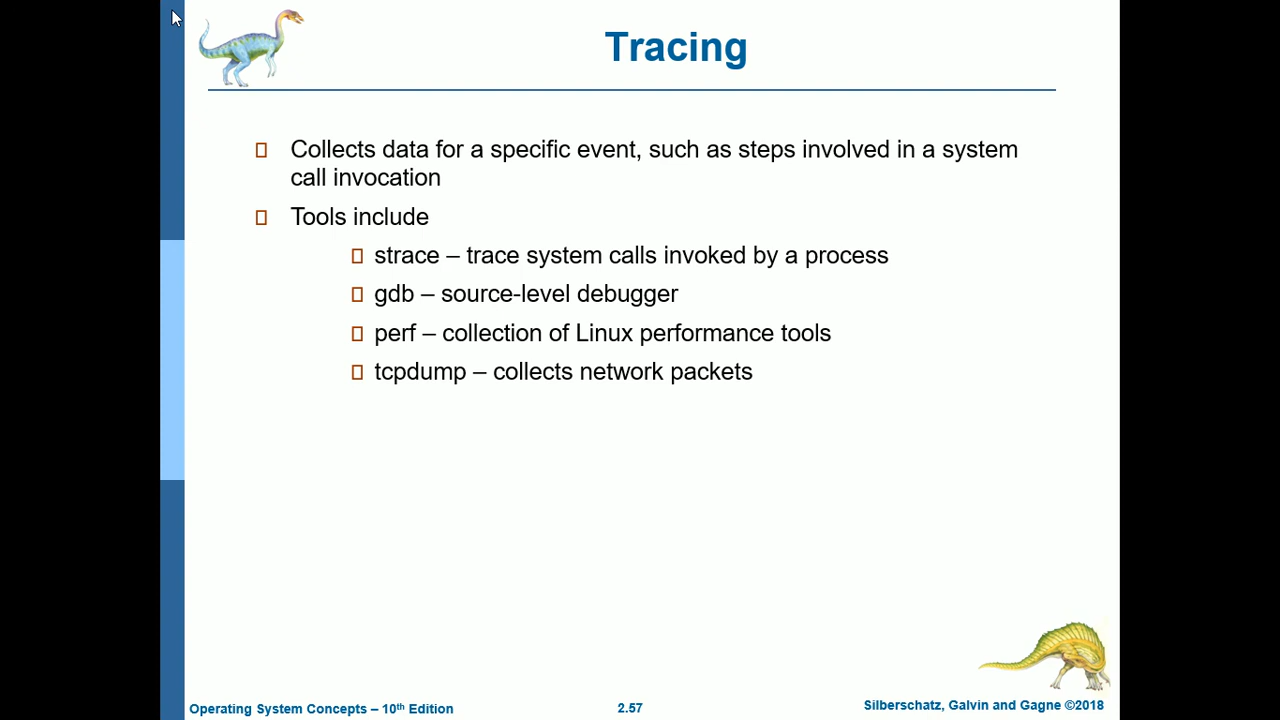 Tracing
Collects data for a specific event, such as steps involved in a system
call invocation
Tools include
strace – trace system calls invoked by a process
gdb – source-level debugger
perf – collection of Linux performance tools
tcpdump – collects network packets
Operating System Concepts – 10th Edition
2.57
Silberschatz, Galvin and Gagne ©2018